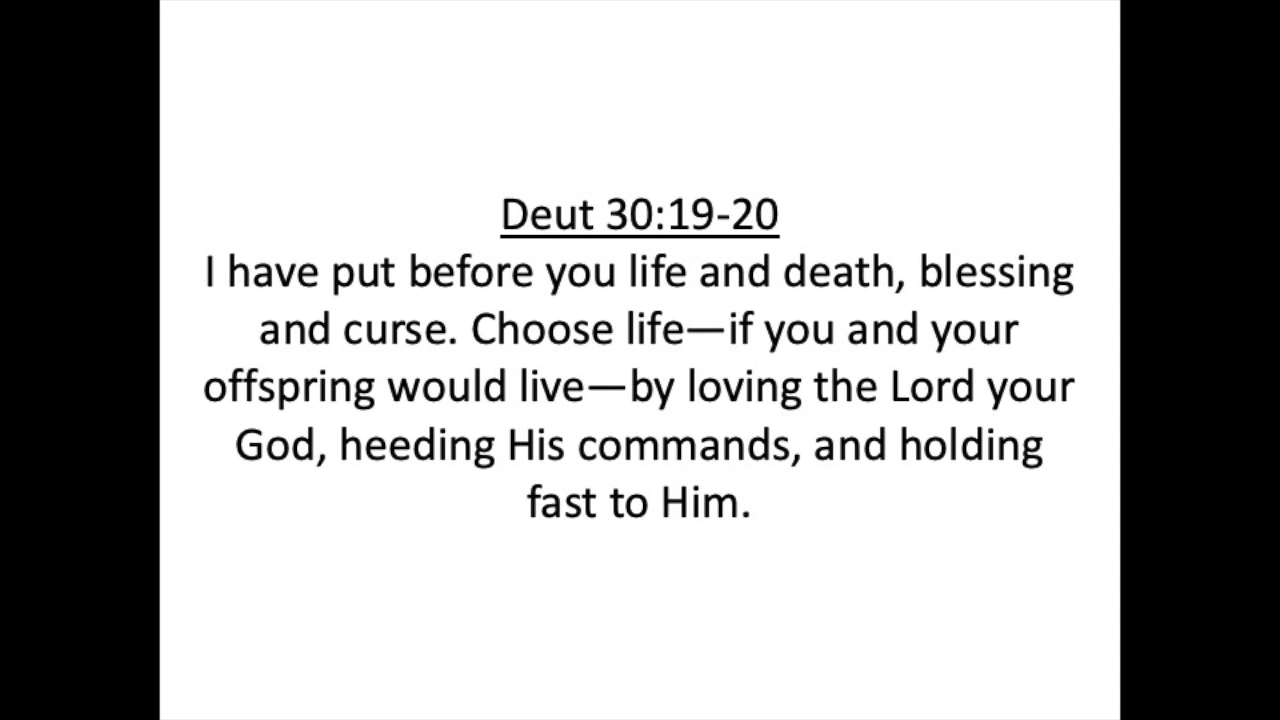 Deut 30:19-20
I have put before you life and death, blessing
and curse. Choose life—if you and your
offspring would live—by loving the Lord your
God, heeding His commands, and holding
fast to Him.